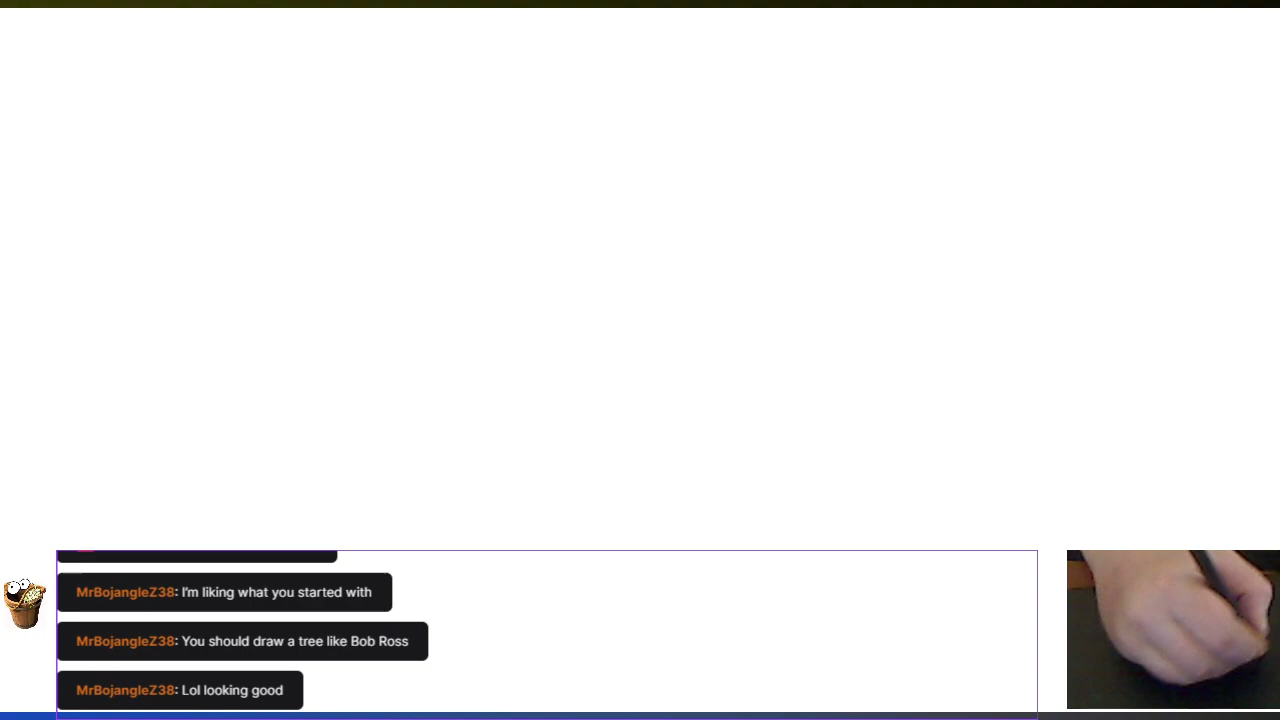 MrBojangleZ38: I'm liking what you started with
MrBojangleZ38: You should draw a tree like Bob Ross
MrBojangleZ38: Lol looking good